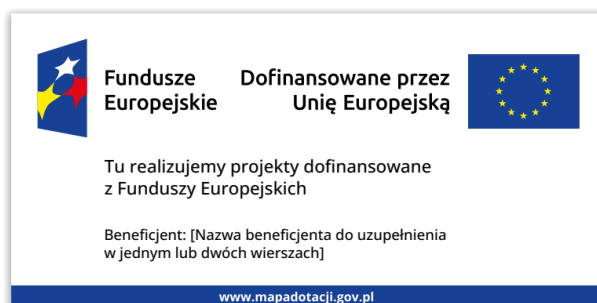 Fundusze
Europejskie
Dofinansowane przez
Unię Europejską
Tu realizujemy projekty dofinansowane
z Funduszy Europejskich
Beneficjent: [Nazwa beneficjenta do uzupełnienia
w jednym lub dwóch wierszach]
www.mapadotacji.gov.pl